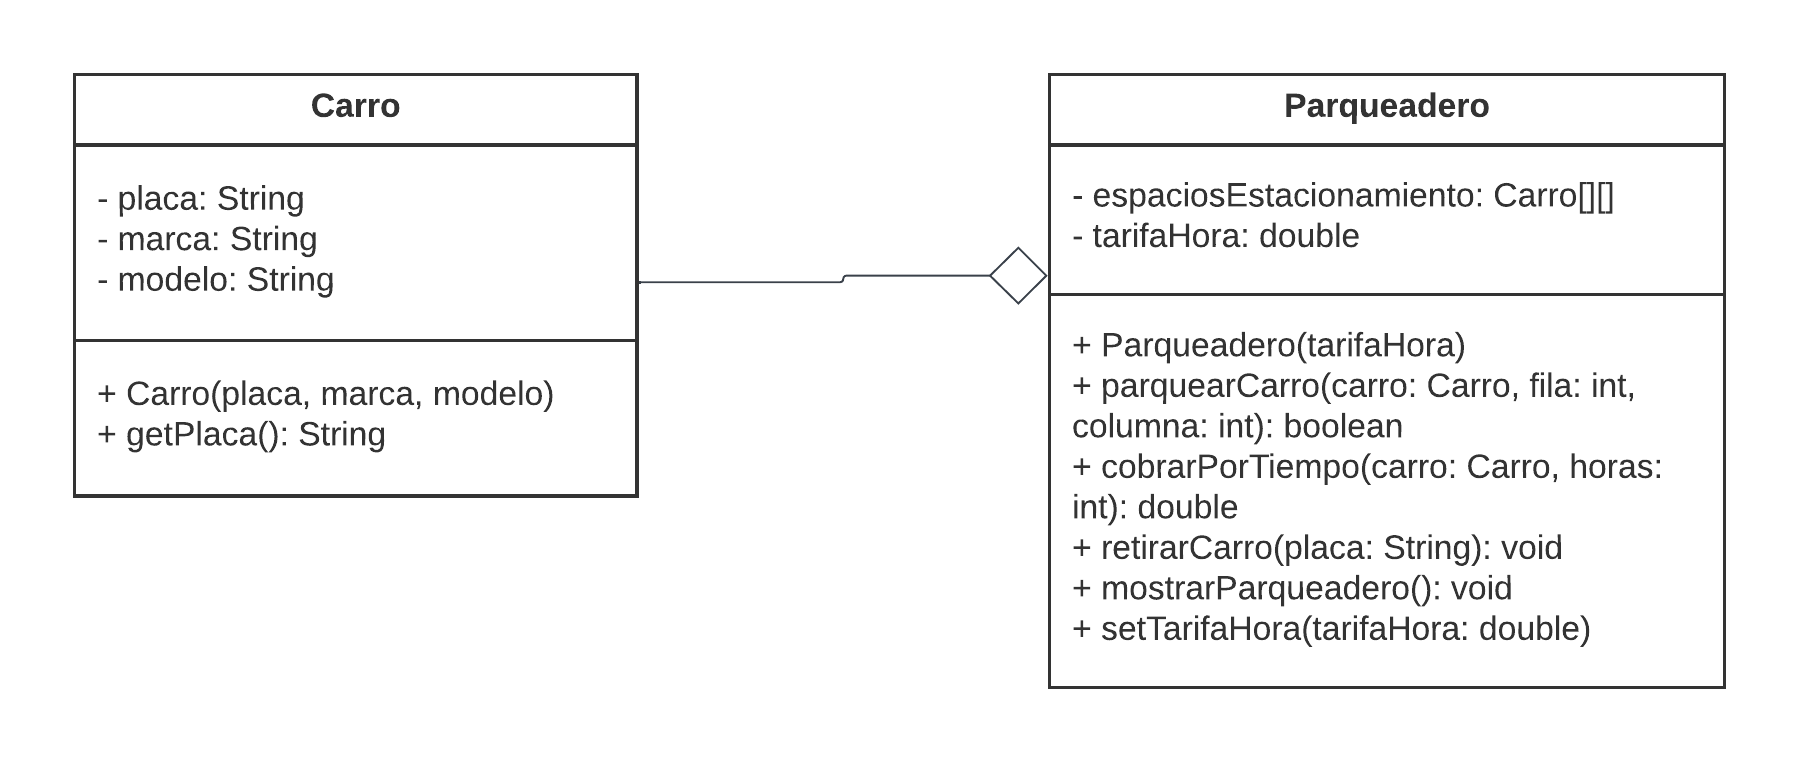 Carro
- placa: String
- marca: String
- modelo: String
+ Carro(placa, marca, modelo)
+ getPlaca(): String
Parqueadero
- espaciosEstacionamiento: Carro[][]
- tarifaHora: double
+ Parqueadero(tarifaHora)
+ parquearCarro(carro: Carro, fila: int,
columna: int): boolean
+ cobrarPorTiempo(carro: Carro, horas:
int): double
+ retirarCarro(placa: String): void
+ mostrarParqueadero(): void
+ setTarifaHora(tarifaHora: double)